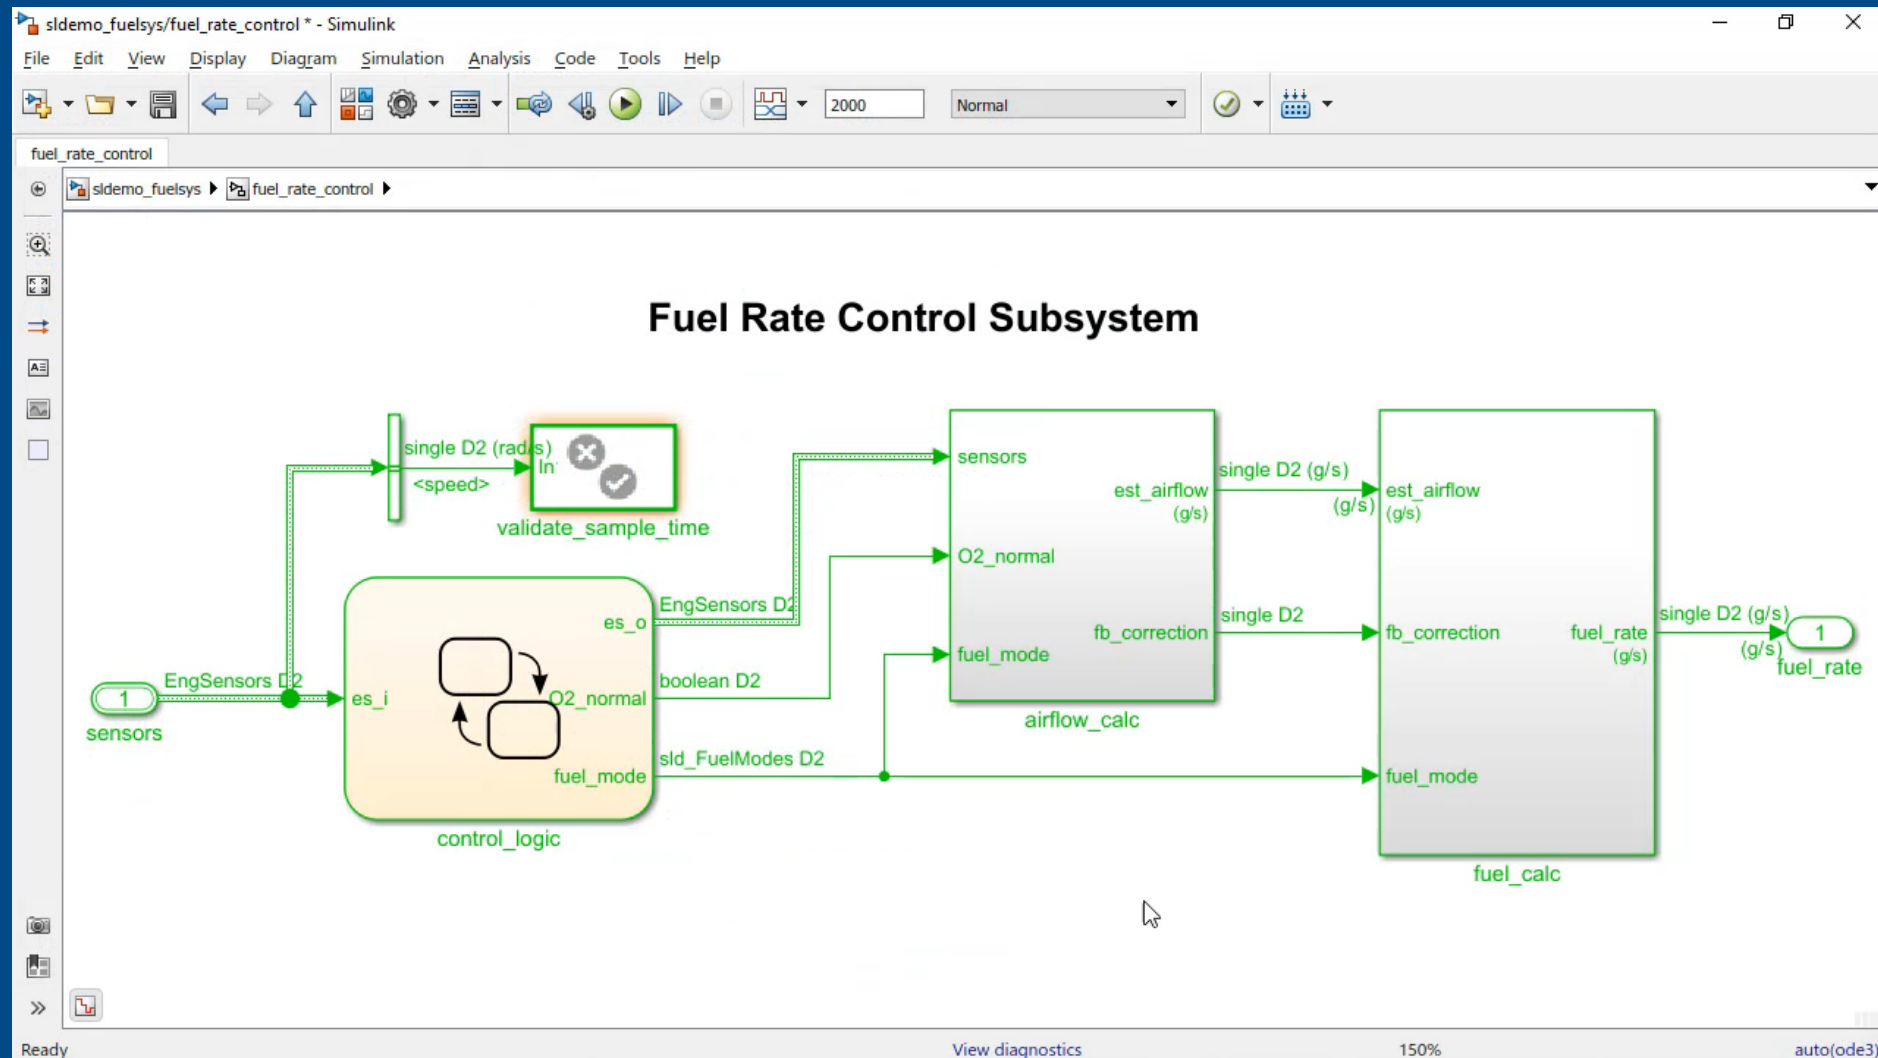 sldemo_fuelsys/fuel_rate_control * - Simulink
File Edit View Display Diagram Simulation Analysis Code Tools Help
2000 Normal
fuel_rate_control
sldemo_fuelsys fuel_rate_control
Fuel Rate Control Subsystem
single D2 (rad/s)
<speed>
In
validate_sample_time
EngSensors D2
1
sensors
es_i
es_o
O2_normal
fuel_mode
control_logic
EngSensors D2
boolean D2
sld_FuelModes D2
sensors
O2_normal
fuel_mode
est_airflow
(g/s)
fb_correction
airflow_calc
single D2 (g/s)
(g/s)
single D2
est_airflow
(g/s)
fb_correction
fuel_mode
fuel_rate
(g/s)
fuel_calc
single D2 (g/s)
(g/s)
1
fuel_rate
Ready View diagnostics 150% auto(ode3)